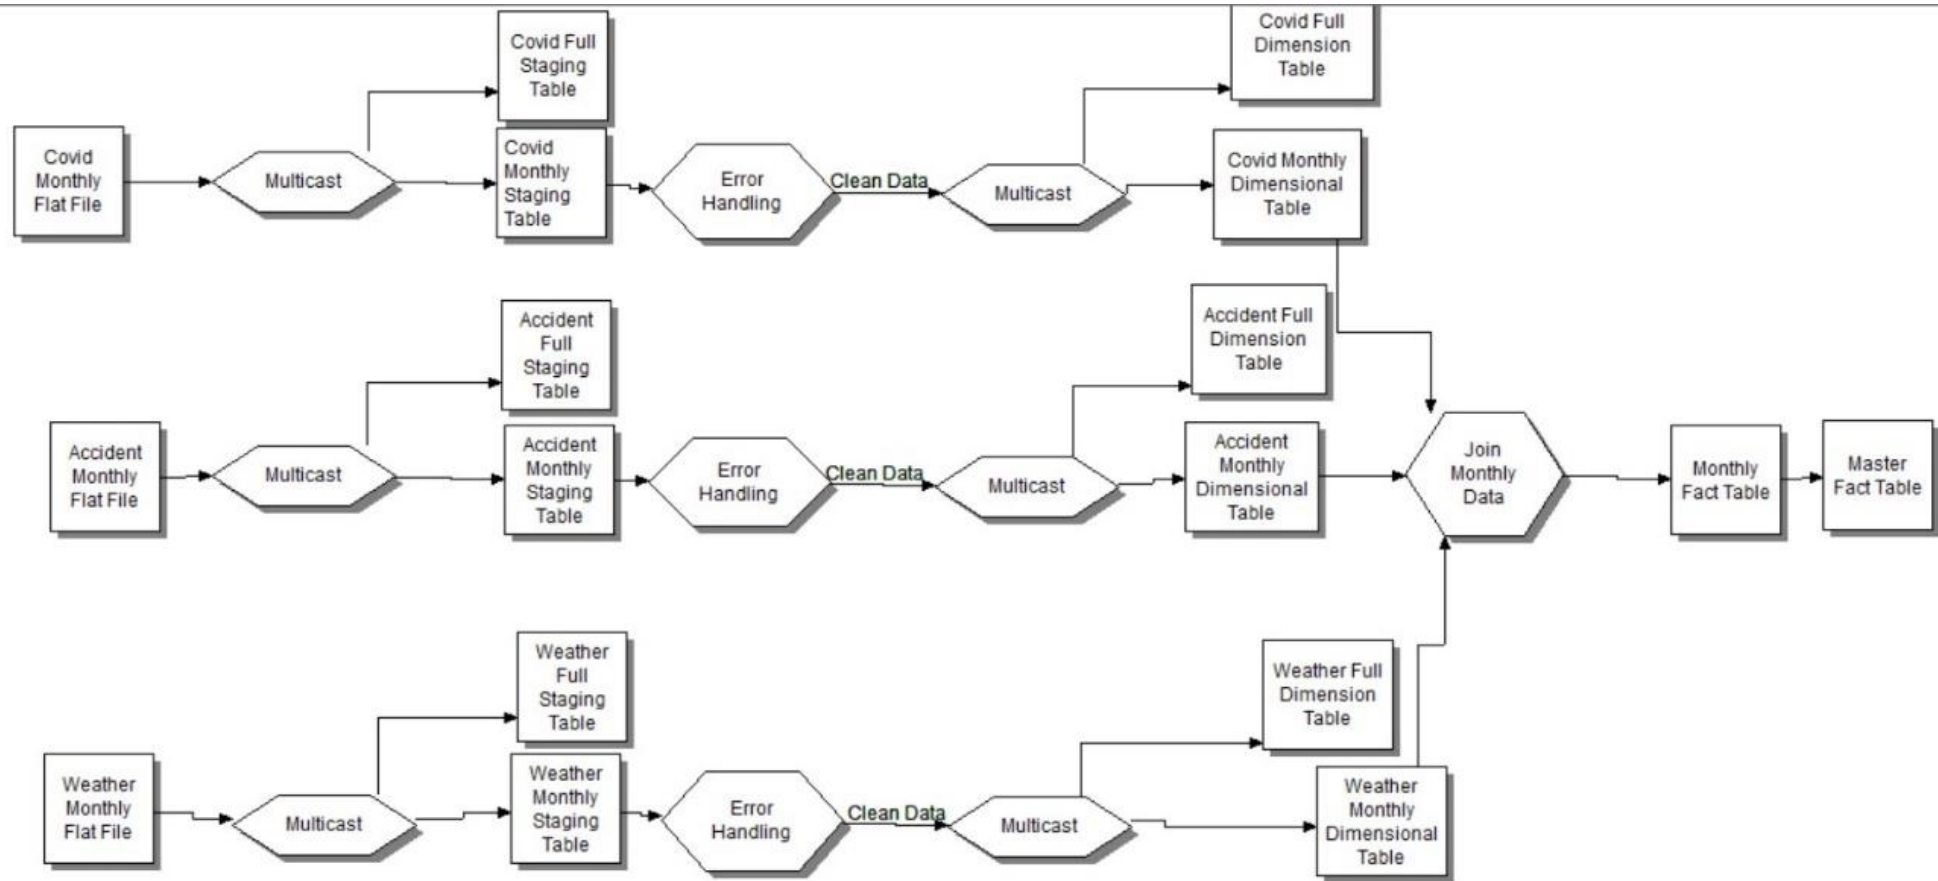 Covid Full
Staging
Table
Covid Full
Dimension
Table
Covid
Monthly
Flat File
Multicast
Covid
Monthly
Staging
Table
Error
Handling
Clean Data
Multicast
Covid Monthly
Dimensional
Table
Accident
Full
Staging
Table
Accident Full
Dimension
Table
Accident
Monthly
Flat File
Multicast
Accident
Monthly
Staging
Table
Error
Handling
Clean Data
Multicast
Accident
Monthly
Dimensional
Table
Join
Monthly
Data
Monthly
Fact Table
Master
Fact Table
Weather
Full
Staging
Table
Weather Full
Dimension
Table
Weather
Monthly
Flat File
Multicast
Weather
Monthly
Staging
Table
Error
Handling
Clean Data
Multicast
Weather
Monthly
Dimensional
Table